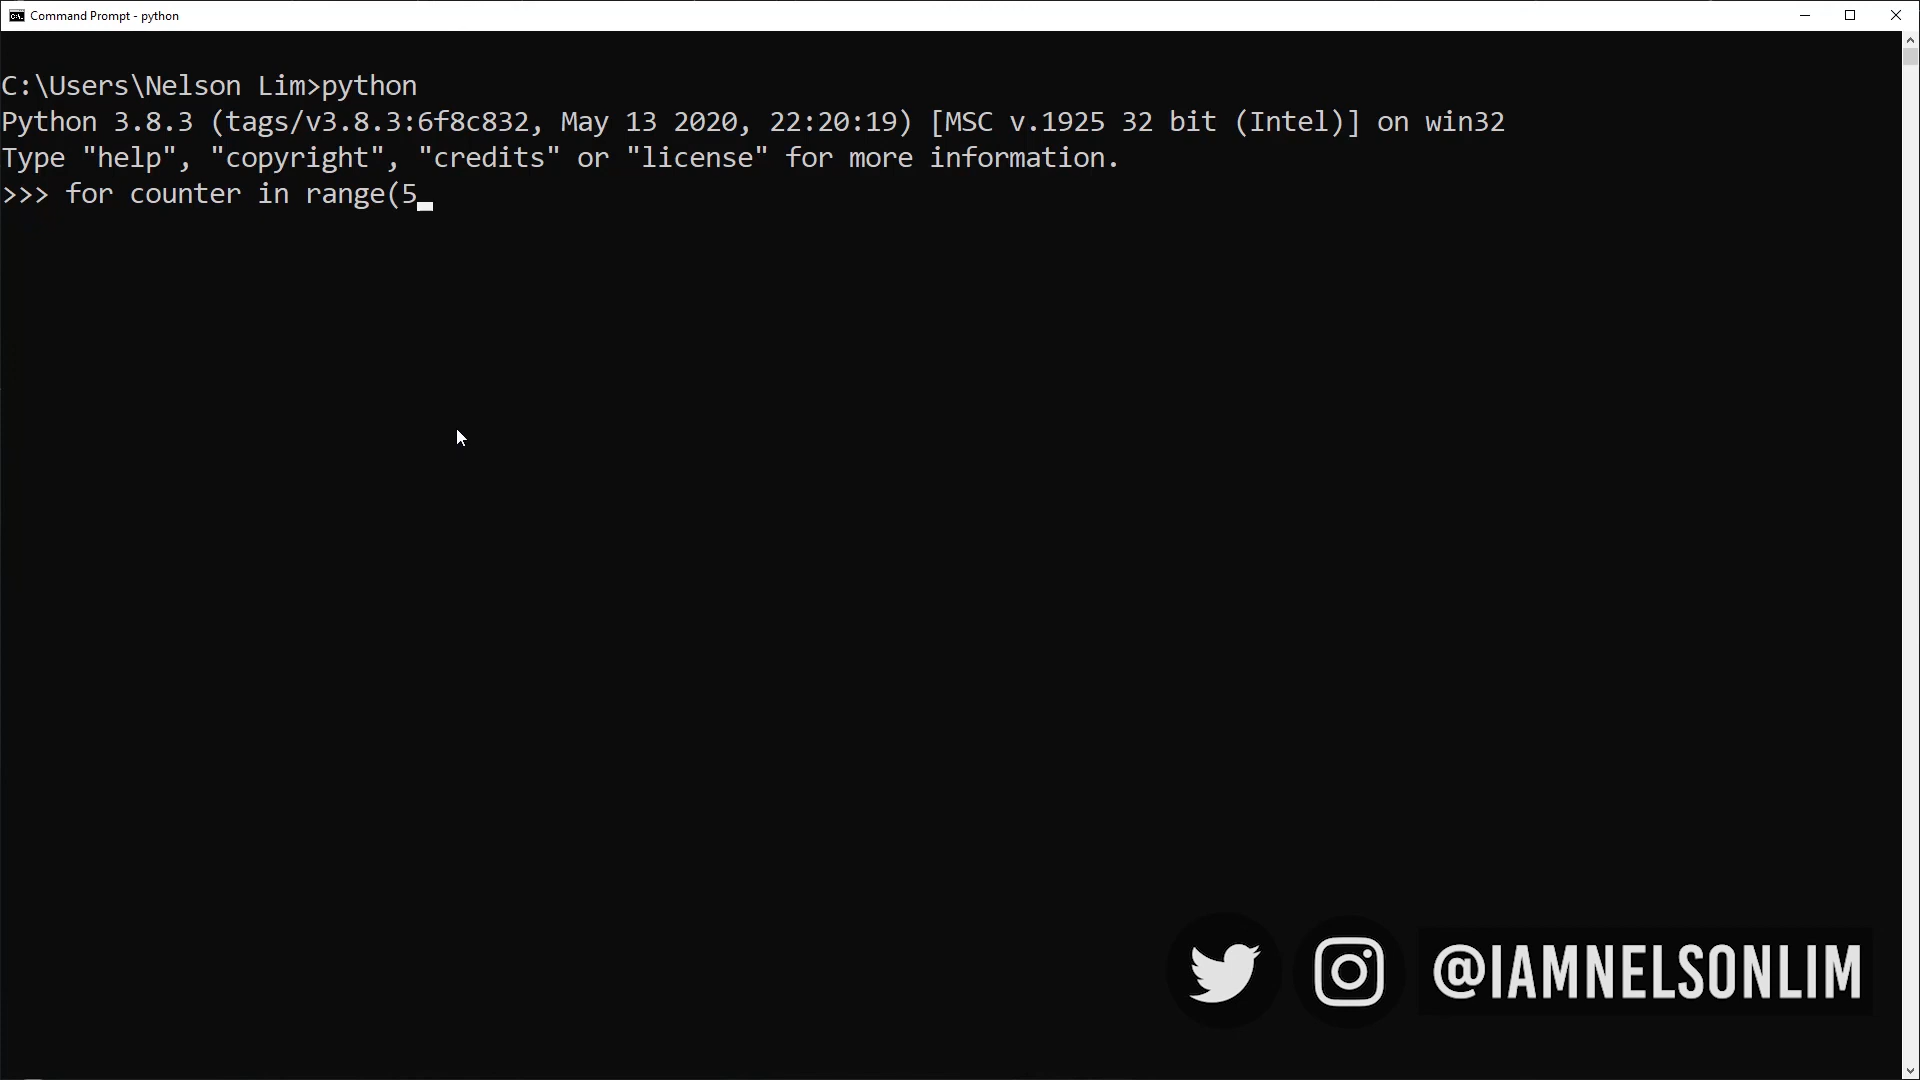 Command Prompt - python
C:\Users\Nelson Lim>python
Python 3.8.3 (tags/v3.8.3:6f8c832, May 13 2020, 22:20:19) [MSC v.1925 32 bit (Intel)] on win32
Type "help", "copyright", "credits" or "license" for more information.
>>> for counter in range(5
@IAMNELSONLIM